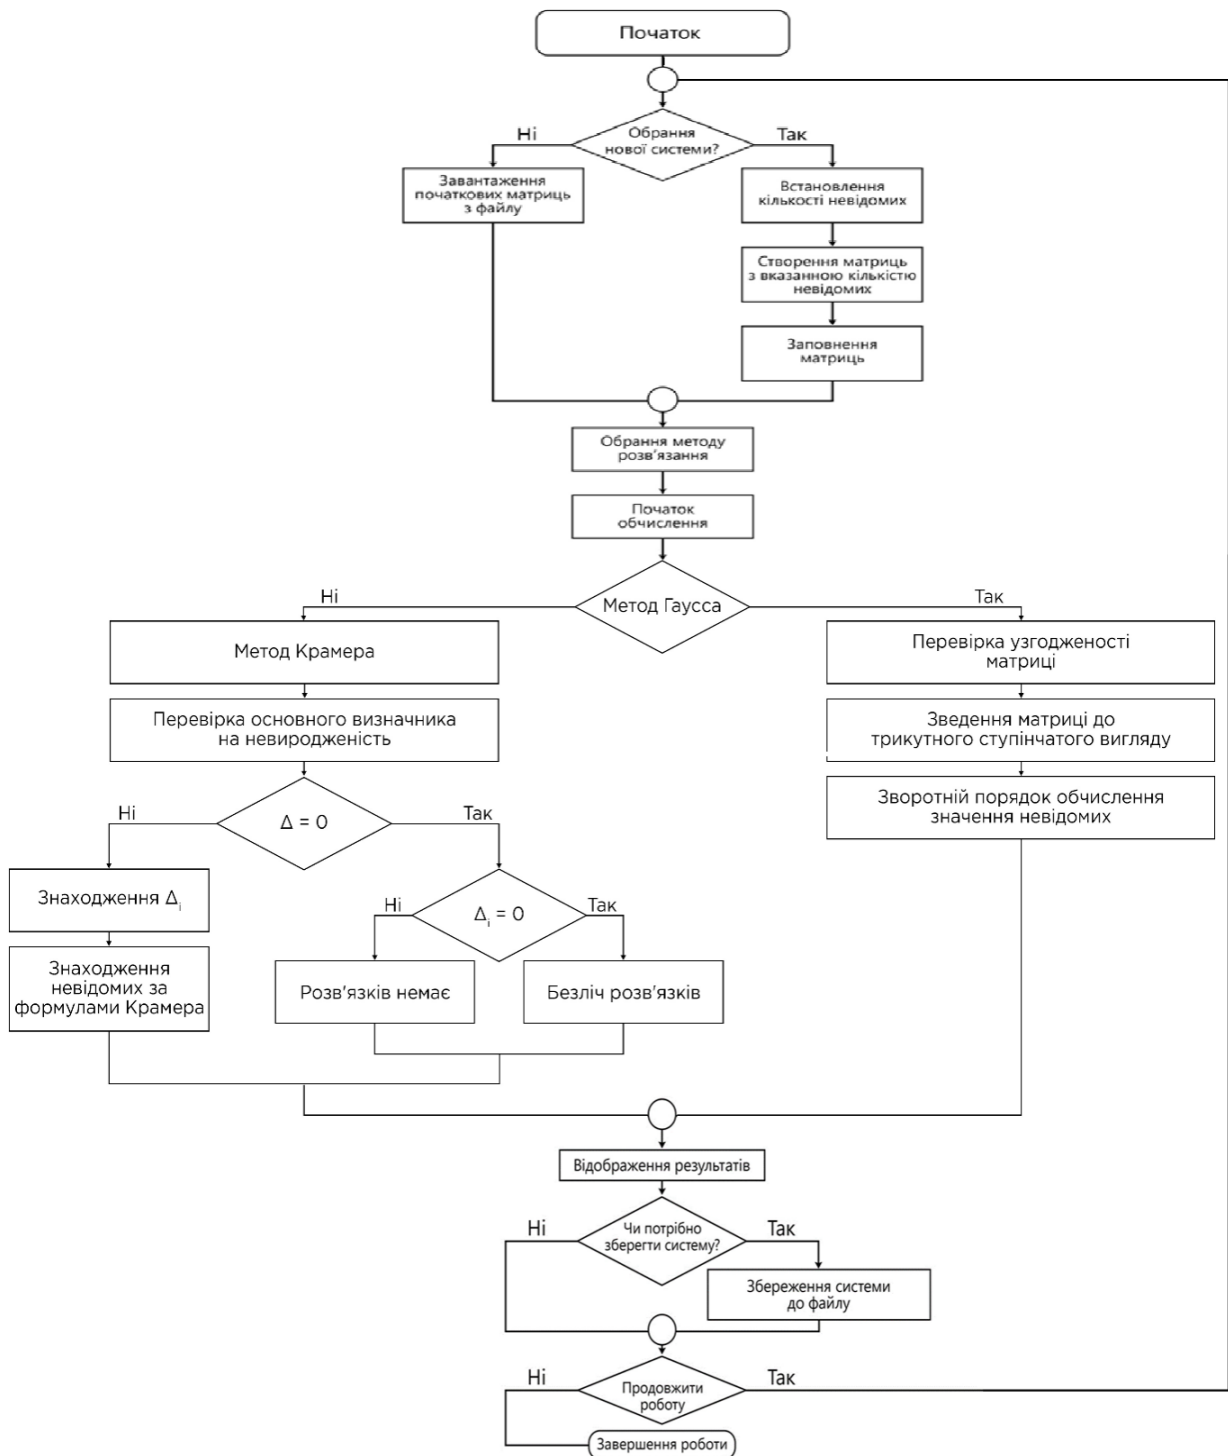 Початок
Обрання
нової системи?
Ні
Так
Завантаження
початкових матриць
з файлу
Встановлення
кількості невідомих
Створення матриць
з вказанною кількістю
невідомих
Заповнення
матриць
Обрання методу
розв'язання
Початок
обчислення
Метод Гаусса
Ні
Так
Метод Крамера
Перевірка узгодженості
матриці
Перевірка основного визначника
на невиродженість
Зведення матриці до
трикутного ступінчатого вигляду
Зворотній порядок обчислення
значення невідомих
Ні
Δ = 0
Так
Знаходження Δi
Ні
Δi = 0
Так
Знаходження
невідомих за
формулами Крамера
Розв'язків немає
Безліч розв'язків
Відображення результатів
Ні
Чи потрібно
зберегти систему?
Так
Збереження системи
до файлу
Ні
Продовжити
роботу
Так
Завершення роботи